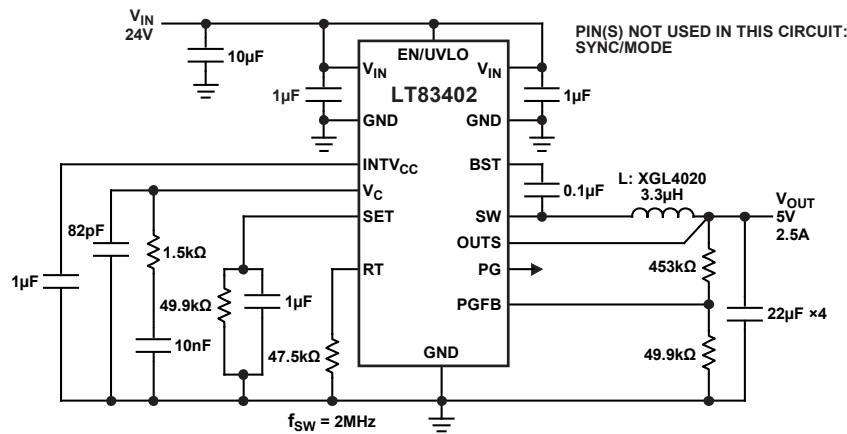 VIN
24V
10µF
PIN(S) NOT USED IN THIS CIRCUIT:
SYNC/MODE
EN/UVLO
VIN
VIN
LT83402
1µF
1µF
GND
GND
INTVCC
BST
VC
0.1µF
L: XGL4020
3.3µH
VOUT
5V
2.5A
SET
SW
82pF
1.5kΩ
OUTS
RT
PG
453kΩ
1µF
49.9kΩ
1µF
PGFB
22µF ×4
10nF
47.5kΩ
GND
49.9kΩ
fSW = 2MHz